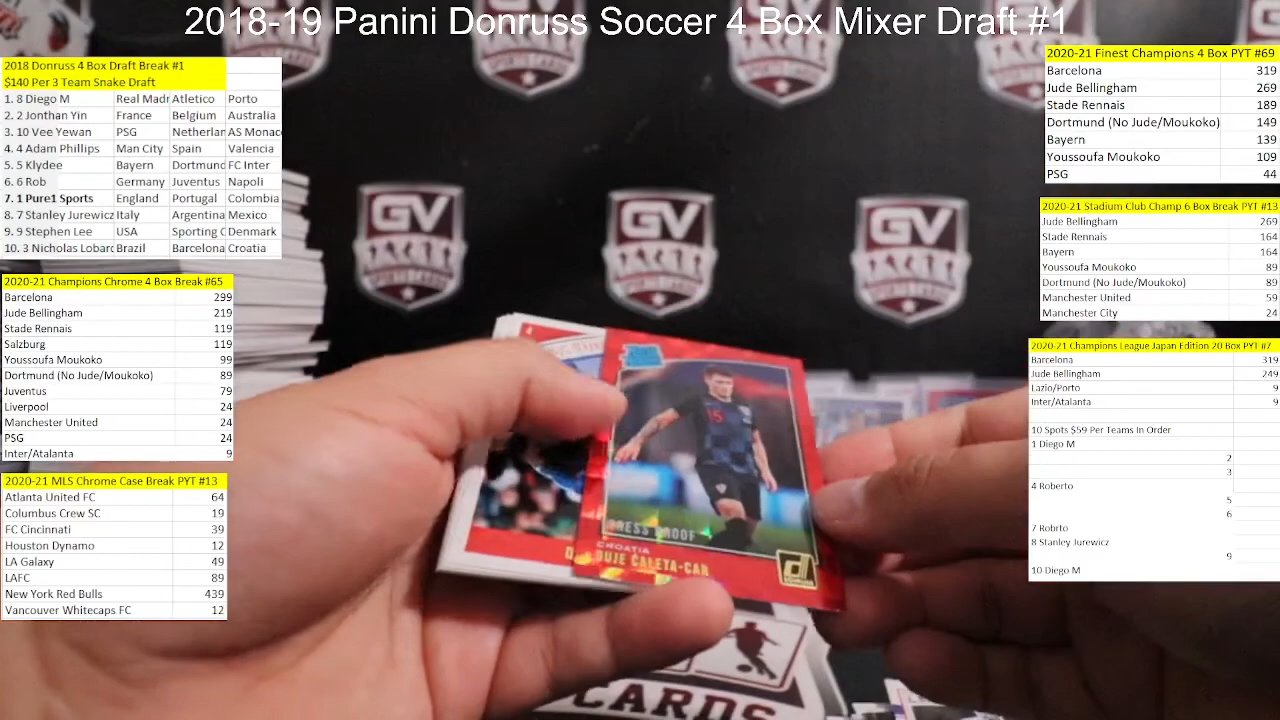 2018-19 Panini Donruss Soccer 4 Box Mixer Draft #1
2018 Donruss 4 Box Draft Break #1
$140 Per 3 Team Snake Draft
1. 8 Diego M Real Madr Atletico Porto
2. 2 Jonthan Yin France Belgium Australia
3. 10 Vee Yewan PSG Netherlan AS Monac
4. 4 Adam Phillips Man City Spain Valencia
5. 5 Klydee Bayern Dortmund FC Inter
6. 6 Rob Germany Juventus Napoli
7. 1 Pure1 Sports England Portugal Colombia
8. 7 Stanley Jurewicz Italy Argentina Mexico
9. 9 Stephen Lee USA Sporting C Denmark
10. 3 Nicholas Lobard Brazil Barcelona Croatia
2020-21 Champions Chrome 4 Box Break #65
Barcelona 299
Jude Bellingham 219
Stade Rennais 119
Salzburg 119
Youssoufa Moukoko 99
Dortmund (No Jude/Moukoko) 89
Juventus 79
Liverpool 24
Manchester United 24
PSG 24
Inter/Atalanta 9
2020-21 MLS Chrome Case Break PYT #13
Atlanta United FC 64
Columbus Crew SC 19
FC Cincinnati 39
Houston Dynamo 12
LA Galaxy 49
LAFC 89
New York Red Bulls 439
Vancouver Whitecaps FC 12
2020-21 Finest Champions 4 Box PYT #69
Barcelona 319
Jude Bellingham 269
Stade Rennais 189
Dortmund (No Jude/Moukoko) 149
Bayern 139
Youssoufa Moukoko 109
PSG 44
2020-21 Stadium Club Champ 6 Box Break PYT #13
Jude Bellingham 269
Stade Rennais 164
Bayern 164
Youssoufa Moukoko 89
Dortmund (No Jude/Moukoko) 89
Manchester United 59
Manchester City 24
2020-21 Champions League Japan Edition 20 Box PYT #7
Barcelona 319
Jude Bellingham 249
Lazio/Porto 9
Inter/Atalanta 9
10 Spots $59 Per Teams In Order
1 Diego M
2
3
4 Roberto
5
6
7 Robrto
8 Stanley Jurewicz
9
10 Diego M
GV
SPORTS CARDS
GV
SPORTS CARDS
GV
SPORTS CARDS
15
PRESS PROOF
CROATIA
DUJE ĆALETA-CAR
d
CARDS